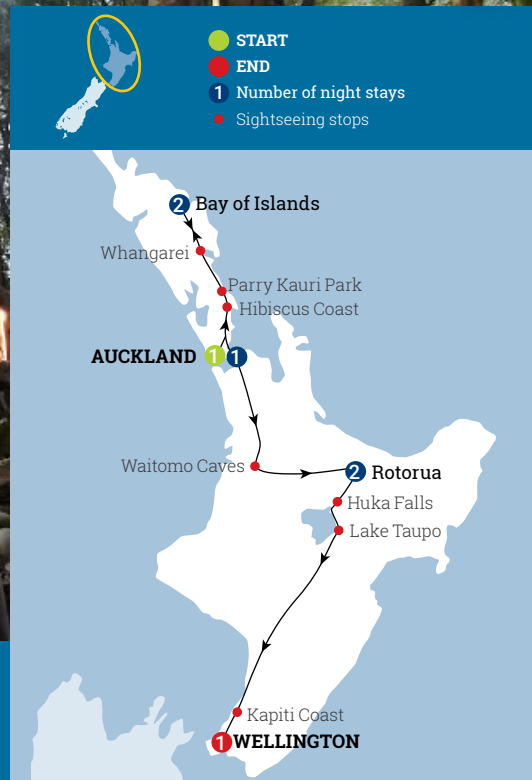 START
END
1 Number of night stays
Sightseeing stops
2 Bay of Islands
Whangarei
Parry Kauri Park
Hibiscus Coast
AUCKLAND 1 1
Waitomo Caves
2 Rotorua
Huka Falls
Lake Taupo
Kapiti Coast
1 WELLINGTON